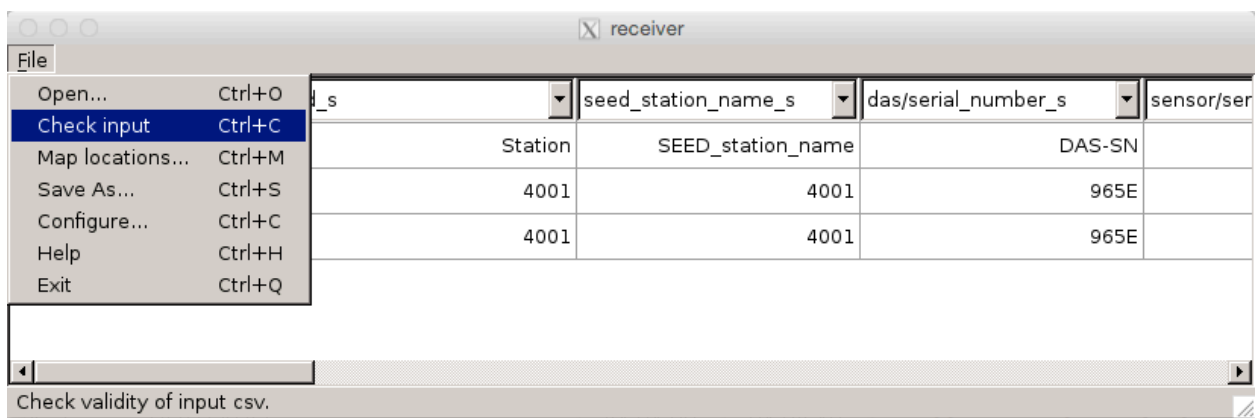 receiver
File
Open... Ctrl+O
Check input Ctrl+C
Map locations... Ctrl+M
Save As... Ctrl+S
Configure... Ctrl+C
Help Ctrl+H
Exit Ctrl+Q
d_s seed_station_name_s das/serial_number_s sensor/ser
Station SEED_station_name DAS-SN
4001 4001 965E
4001 4001 965E
Check validity of input csv.